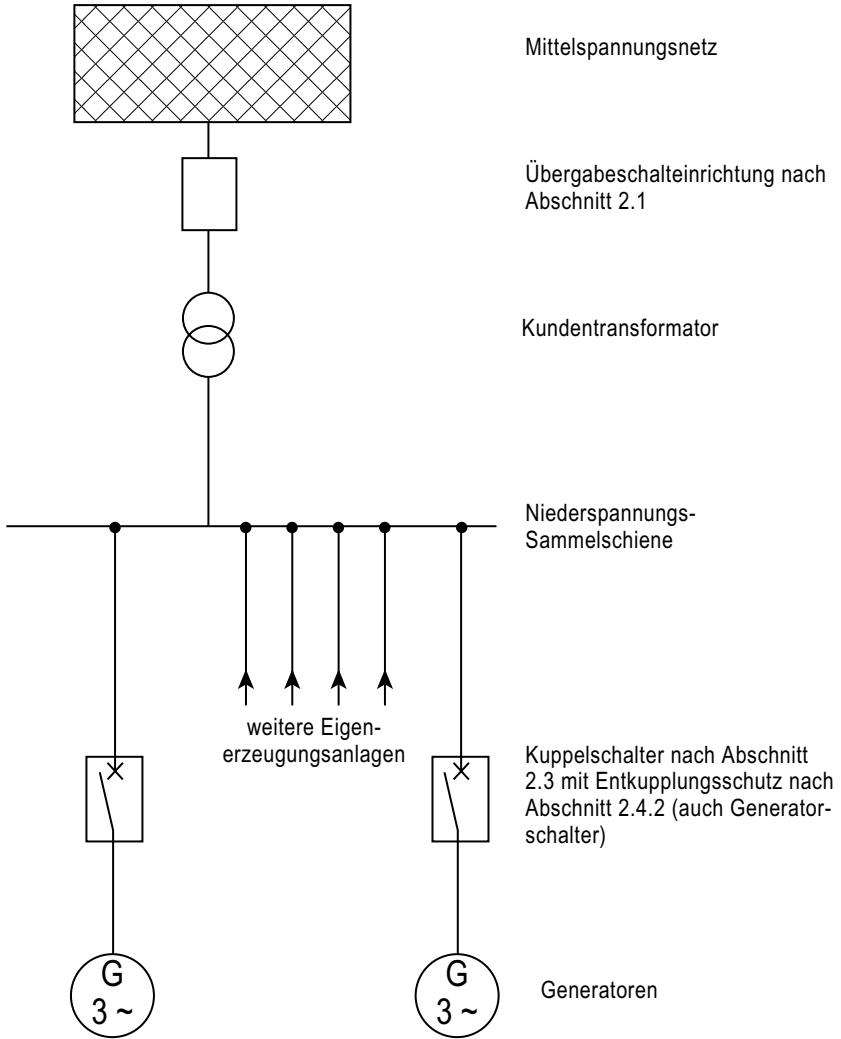 Mittelspannungsnetz
Übergabeschalteinrichtung nach
Abschnitt 2.1
Kundentransformator
Niederspannungs-
Sammelschiene
weitere Eigen-
erzeugungsanlagen
Kuppelschalter nach Abschnitt
2.3 mit Entkupplungsschutz nach
Abschnitt 2.4.2 (auch Generator-
schalter)
G
3 ~
G
3 ~
Generatoren